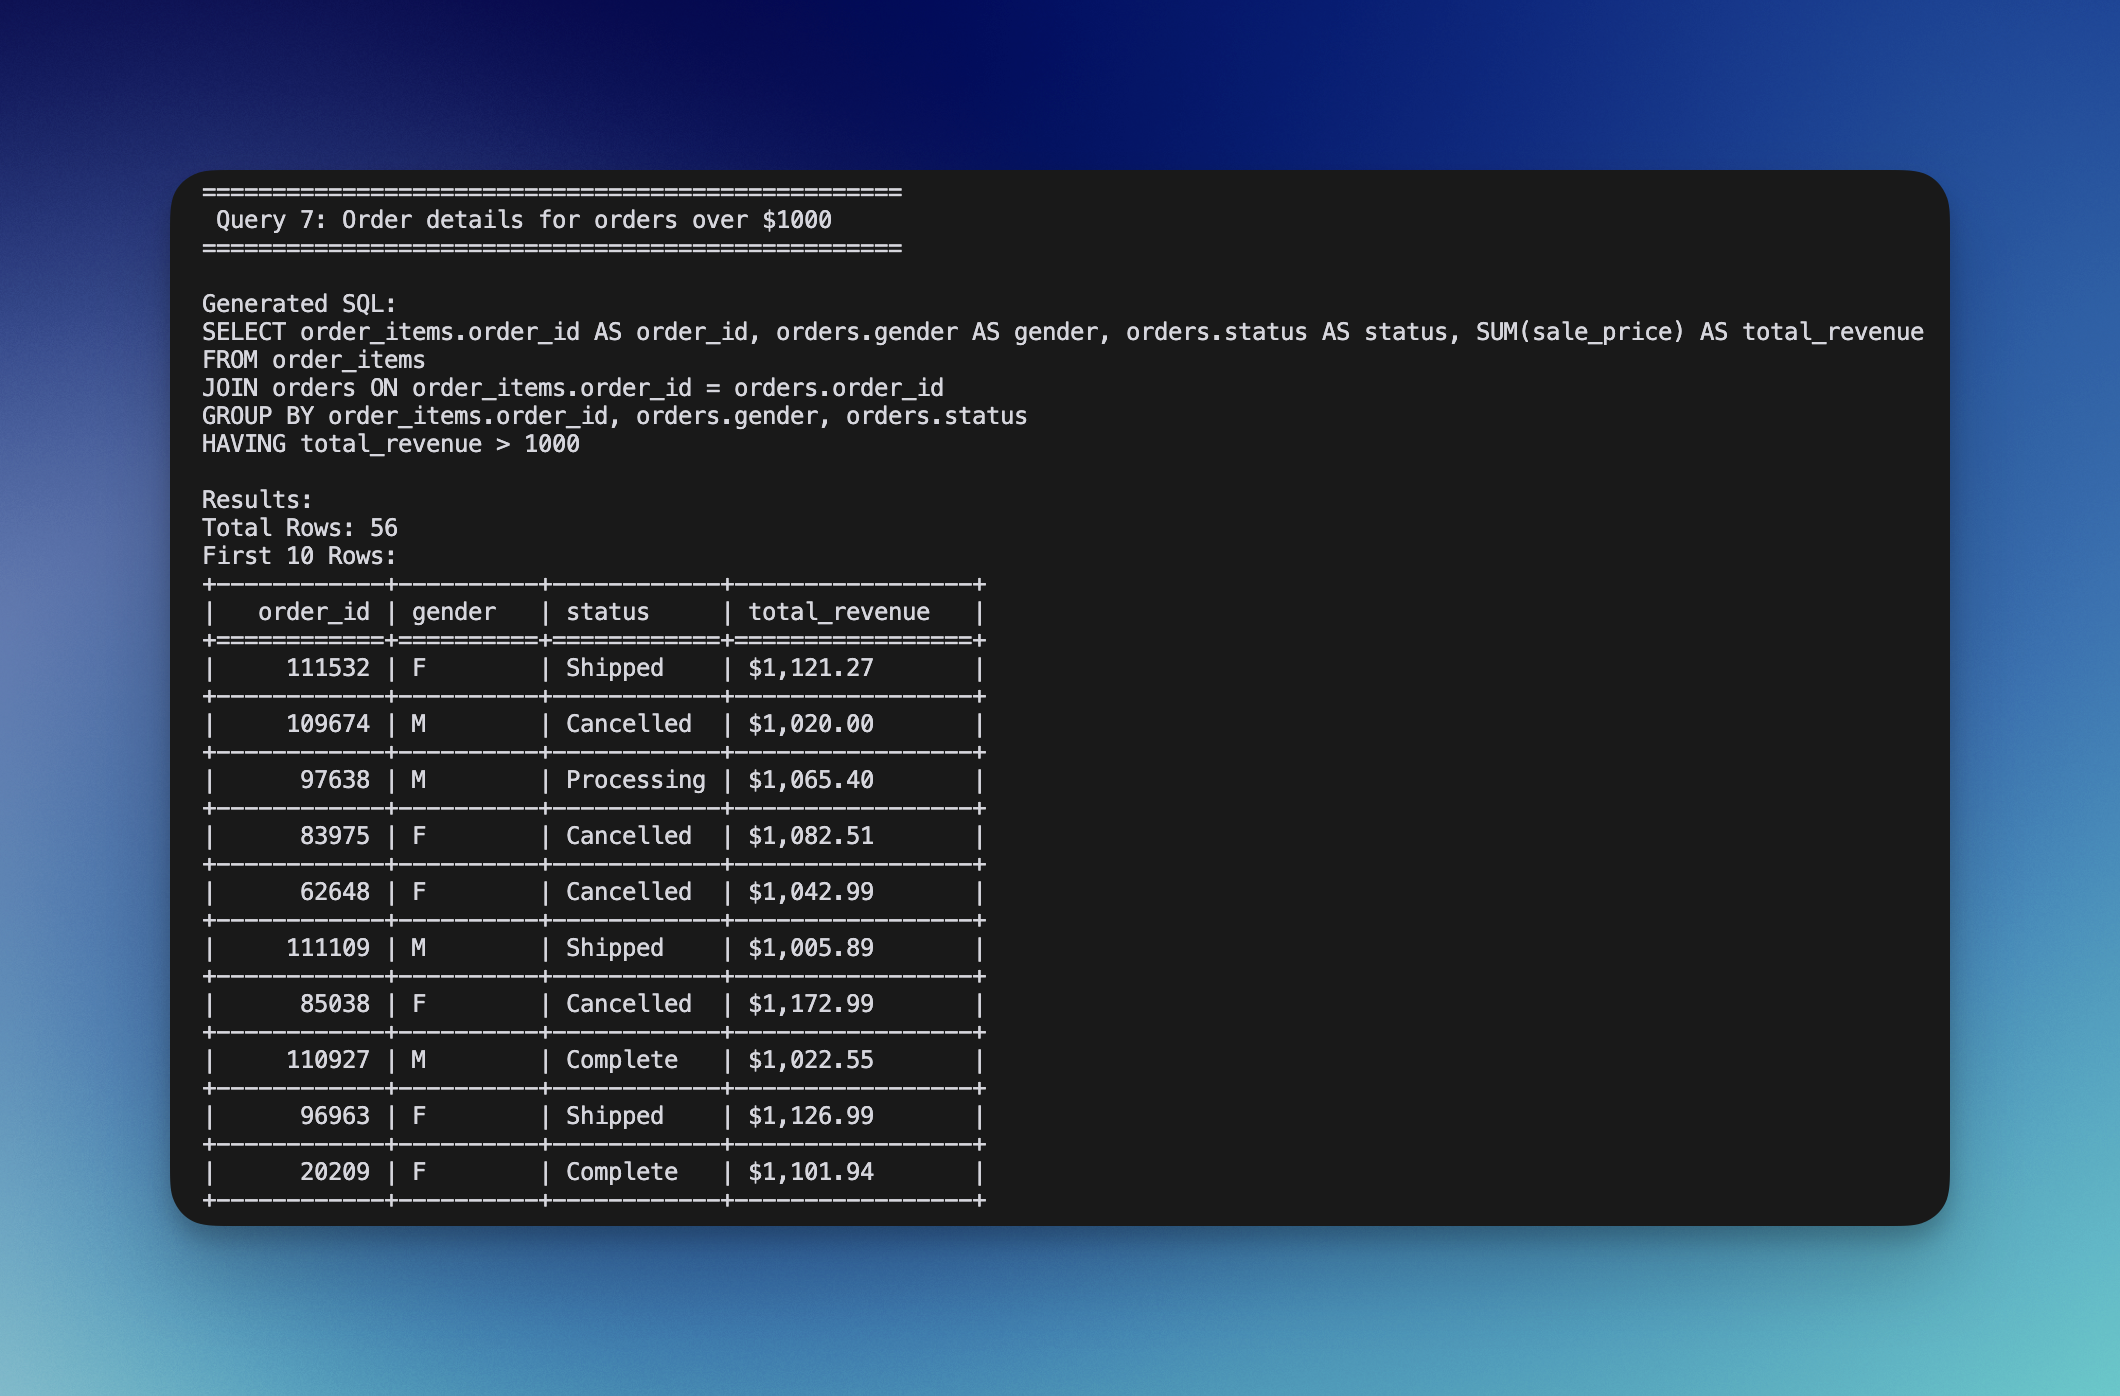 ==================================================
 Query 7: Order details for orders over $1000
==================================================

Generated SQL:
SELECT order_items.order_id AS order_id, orders.gender AS gender, orders.status AS status, SUM(sale_price) AS total_revenue
FROM order_items
JOIN orders ON order_items.order_id = orders.order_id
GROUP BY order_items.order_id, orders.gender, orders.status
HAVING total_revenue > 1000

Results:
Total Rows: 56
First 10 Rows:
+------------+----------+------------+-----------------+
|   order_id | gender   | status     | total_revenue   |
+============+==========+============+=================+
|     111532 | F        | Shipped    | $1,121.27       |
+------------+----------+------------+-----------------+
|     109674 | M        | Cancelled  | $1,020.00       |
+------------+----------+------------+-----------------+
|      97638 | M        | Processing | $1,065.40       |
+------------+----------+------------+-----------------+
|      83975 | F        | Cancelled  | $1,082.51       |
+------------+----------+------------+-----------------+
|      62648 | F        | Cancelled  | $1,042.99       |
+------------+----------+------------+-----------------+
|     111109 | M        | Shipped    | $1,005.89       |
+------------+----------+------------+-----------------+
|      85038 | F        | Cancelled  | $1,172.99       |
+------------+----------+------------+-----------------+
|     110927 | M        | Complete   | $1,022.55       |
+------------+----------+------------+-----------------+
|      96963 | F        | Shipped    | $1,126.99       |
+------------+----------+------------+-----------------+
|      20209 | F        | Complete   | $1,101.94       |
+------------+----------+------------+-----------------+